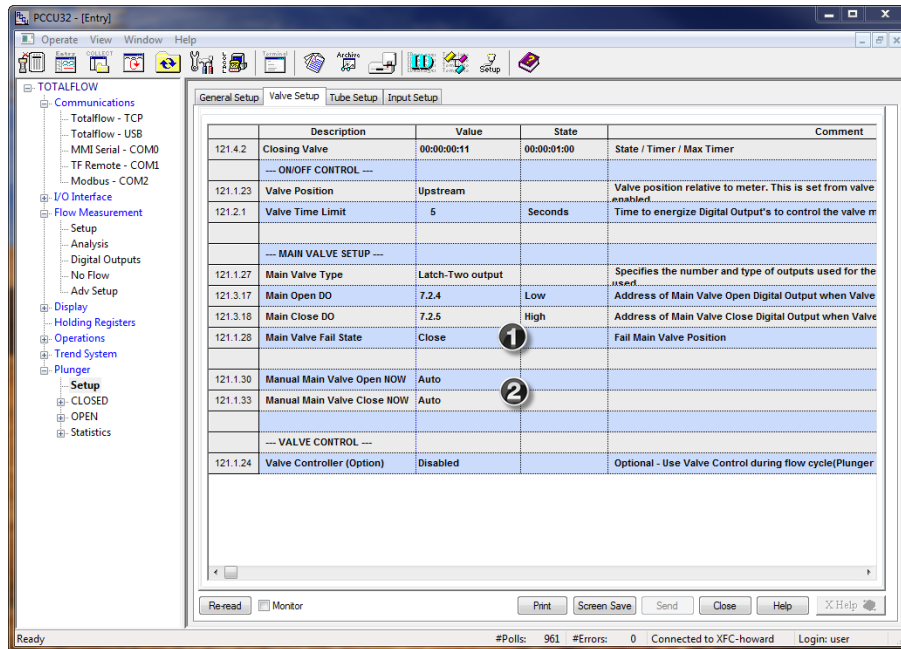 PCCU32 - [Entry]
Operate View Window Help
Entry COLLECT Terminal Archive Setup
TOTALFLOW
Communications
Totalflow - TCP
Totalflow - USB
MMI Serial - COM0
TF Remote - COM1
Modbus - COM2
I/O Interface
Flow Measurement
Setup
Analysis
Digital Outputs
No Flow
Adv Setup
Display
Holding Registers
Operations
Trend System
Plunger
Setup
CLOSED
OPEN
Statistics
General Setup Valve Setup Tube Setup Input Setup
Description Value State Comment
121.4.2 Closing Valve 00:00:00:11 00:00:01:00 State / Timer / Max Timer
--- ON/OFF CONTROL ---
121.1.23 Valve Position Upstream Valve position relative to meter. This is set from valve enabled
121.2.1 Valve Time Limit 5 Seconds Time to energize Digital Output's to control the valve m
--- MAIN VALVE SETUP ---
121.1.27 Main Valve Type Latch-Two output Specifies the number and type of outputs used for the used
121.3.17 Main Open DO 7.2.4 Low Address of Main Valve Open Digital Output when Valve
121.3.18 Main Close DO 7.2.5 High Address of Main Valve Close Digital Output when Valve
121.1.28 Main Valve Fail State Close 1 Fail Main Valve Position
121.1.30 Manual Main Valve Open NOW Auto 2
121.1.33 Manual Main Valve Close NOW Auto
--- VALVE CONTROL ---
121.1.24 Valve Controller (Option) Disabled Optional - Use Valve Control during flow cycle(Plunger
Re-read Monitor Print Screen Save Send Close Help X Help
Ready #Polls: 961 #Errors: 0 Connected to XFC-howard Login: user